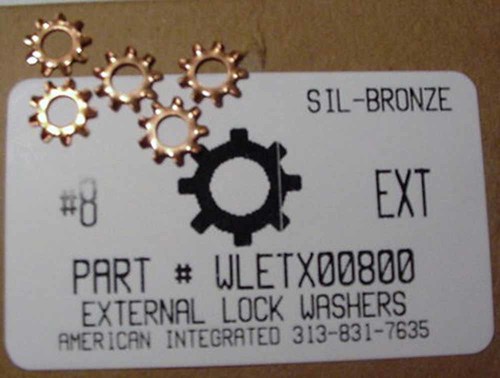 SIL-BRONZE
#8 EXT
PART # WLETX00800
EXTERNAL LOCK WASHERS
AMERICAN INTEGRATED 313-831-7635